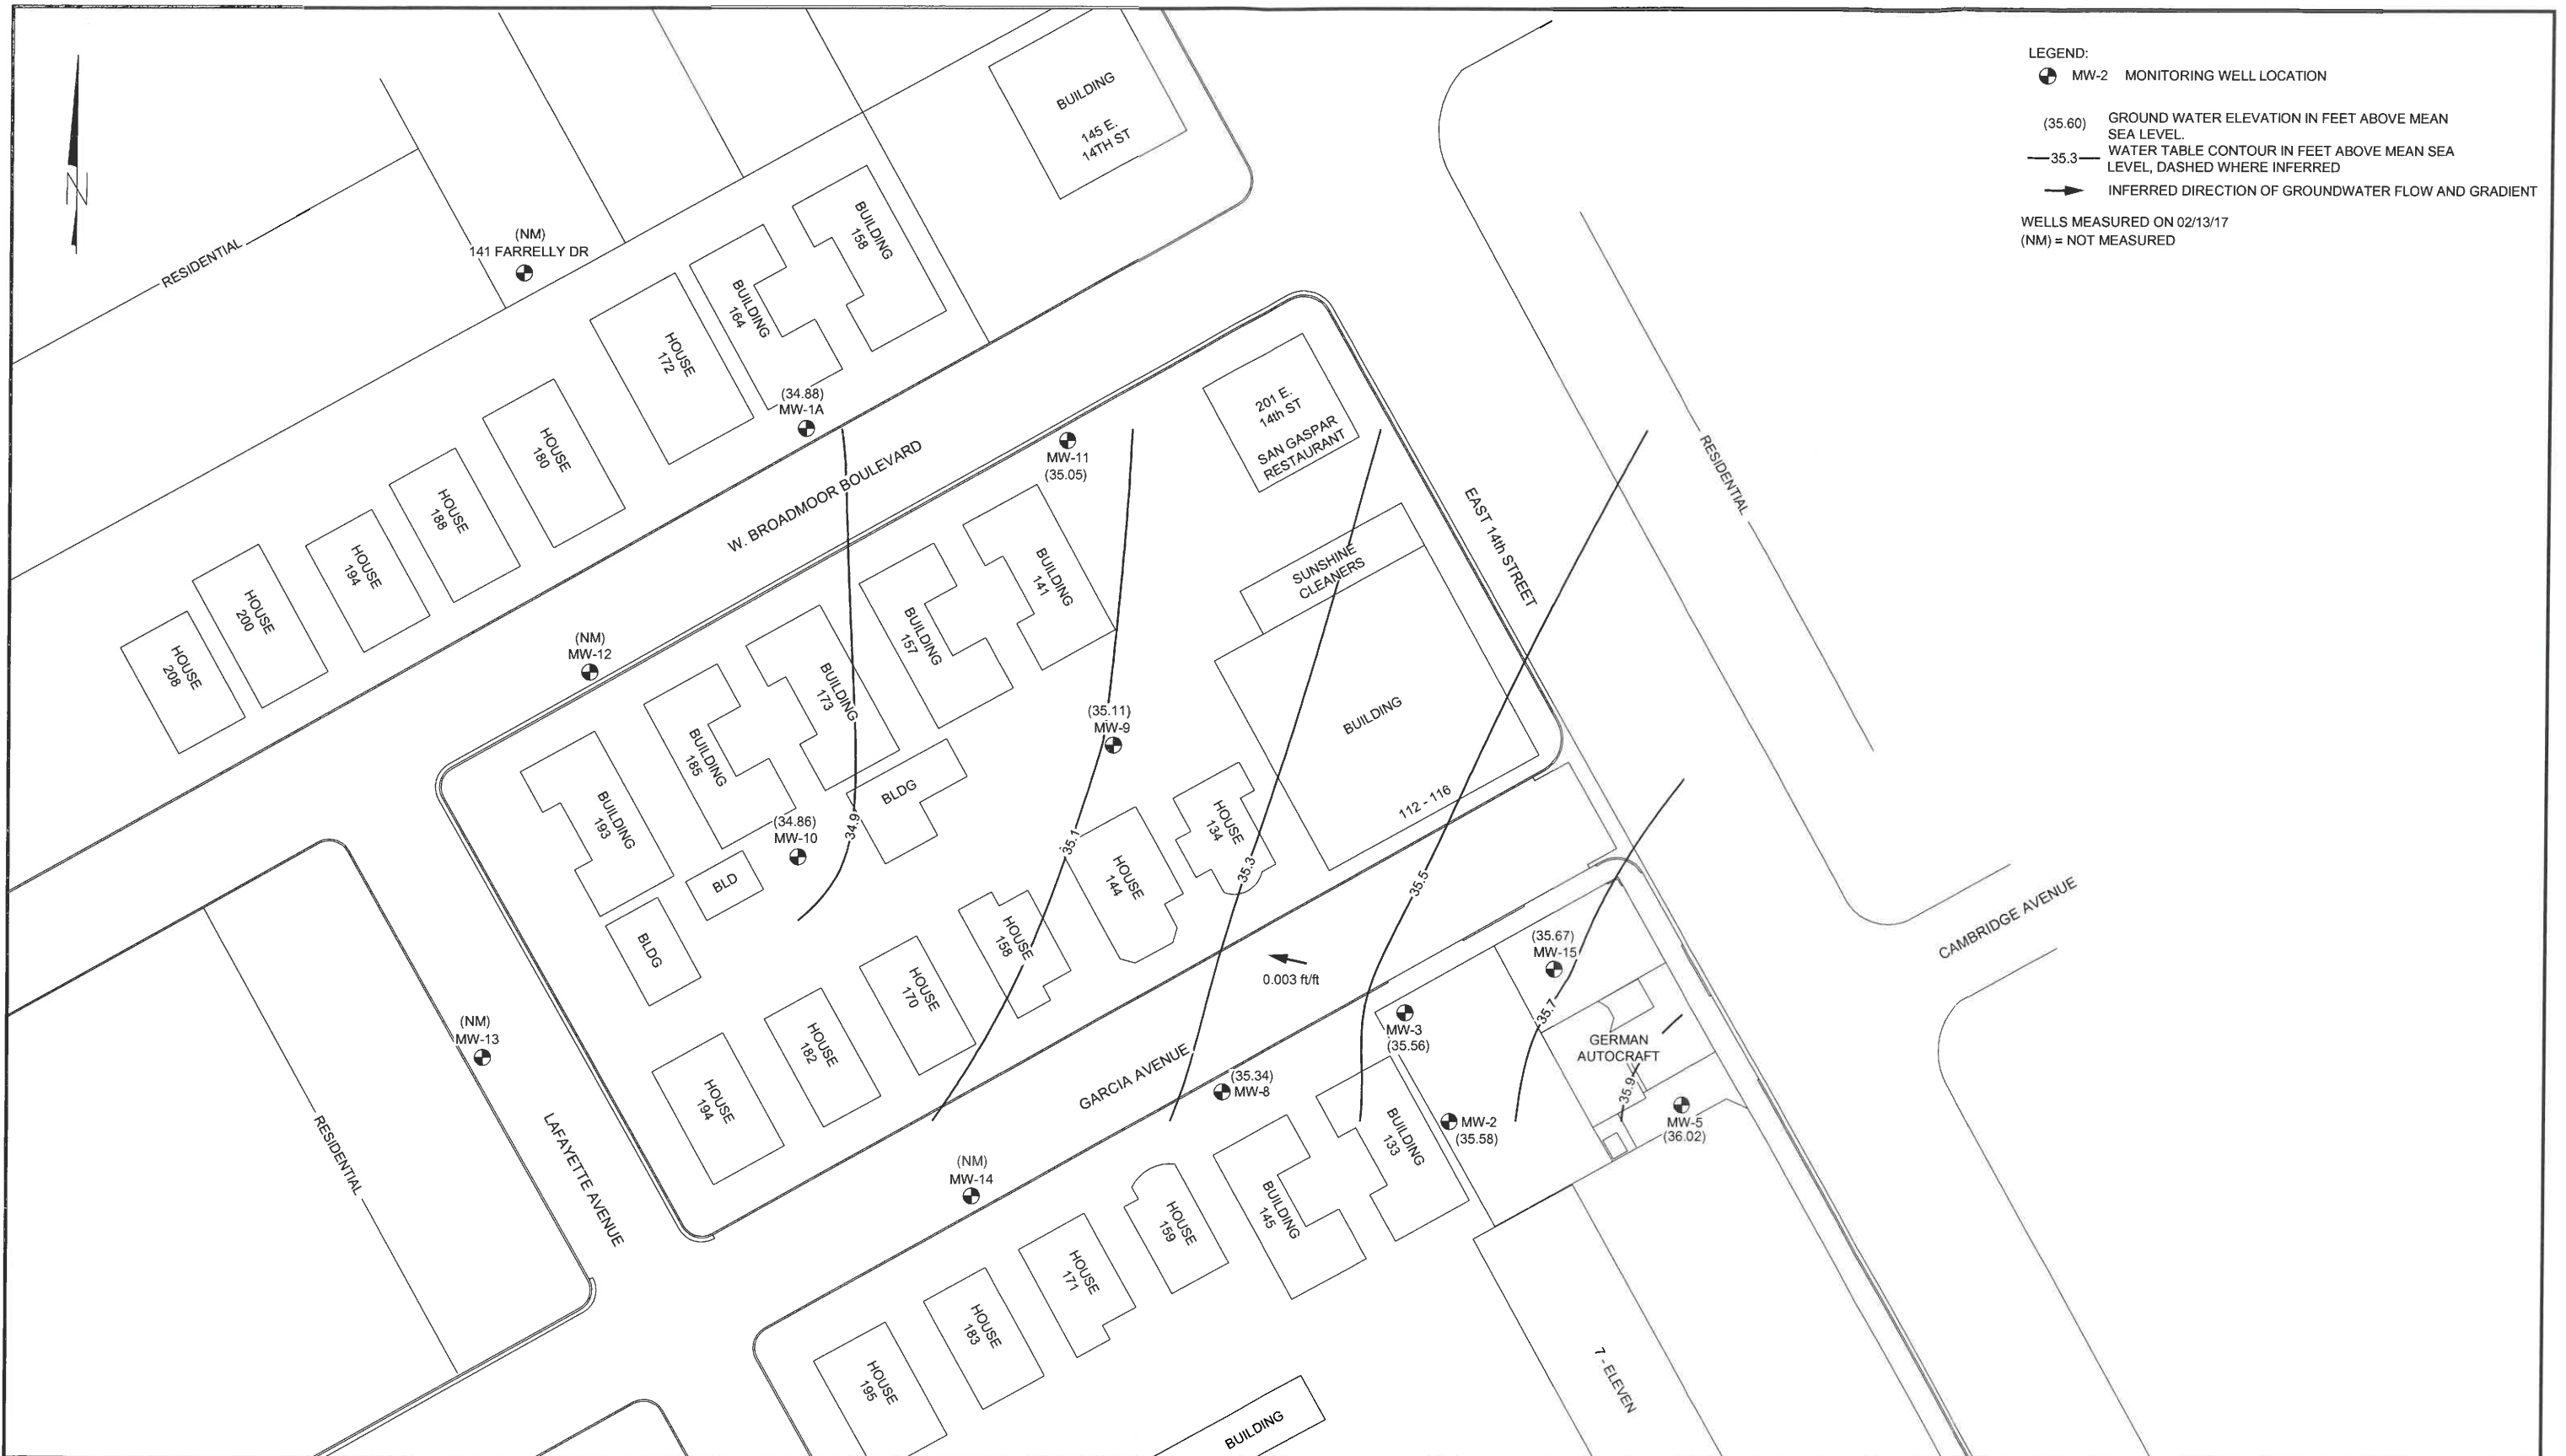 LEGEND:
MW-2 MONITORING WELL LOCATION
(35.60) GROUND WATER ELEVATION IN FEET ABOVE MEAN
SEA LEVEL.
35.3 WATER TABLE CONTOUR IN FEET ABOVE MEAN SEA
LEVEL, DASHED WHERE INFERRED
INFERRED DIRECTION OF GROUNDWATER FLOW AND GRADIENT
WELLS MEASURED ON 02/13/17
(NM) = NOT MEASURED
N
BUILDING
145 E.
14TH ST
RESIDENTIAL
(NM)
141 FARRELLY DR
BUILDING
158
BUILDING
164
HOUSE
172
HOUSE
180
HOUSE
188
HOUSE
194
HOUSE
200
HOUSE
208
(34.88)
MW-1A
W. BROADMOOR BOULEVARD
MW-11
(35.05)
201 E.
14th ST
SAN GASPAR
RESTAURANT
EAST 14th STREET
RESIDENTIAL
SUNSHINE
CLEANERS
BUILDING
112 - 116
BUILDING
141
BUILDING
157
BUILDING
173
BUILDING
185
BUILDING
193
(NM)
MW-12
(35.11)
MW-9
BLDG
(34.86)
MW-10
34.9
35.1
35.3
35.5
35.7
35.9
BLD
BLDG
HOUSE
134
HOUSE
144
HOUSE
158
HOUSE
170
HOUSE
182
HOUSE
194
0.003 ft/ft
GARCIA AVENUE
CAMBRIDGE AVENUE
(35.67)
MW-15
MW-3
(35.56)
GERMAN
AUTOCRAFT
(35.34)
MW-8
MW-2
(35.58)
MW-5
(36.02)
(NM)
MW-13
RESIDENTIAL
LAFAYETTE AVENUE
(NM)
MW-14
BUILDING
133
BUILDING
145
HOUSE
159
HOUSE
171
HOUSE
183
HOUSE
195
BUILDING
7 - ELEVEN